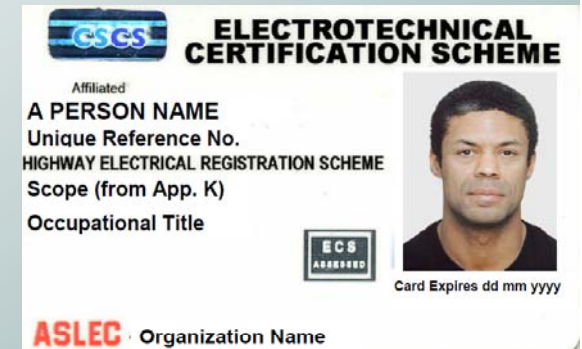 CSCS
ELECTROTECHNICAL
CERTIFICATION SCHEME
Affiliated
A PERSON NAME
Unique Reference No.
HIGHWAY ELECTRICAL REGISTRATION SCHEME
Scope (from App. K)
Occupational Title
ECS
ASSESSED
Card Expires dd mm yyyy
ASLEC Organization Name